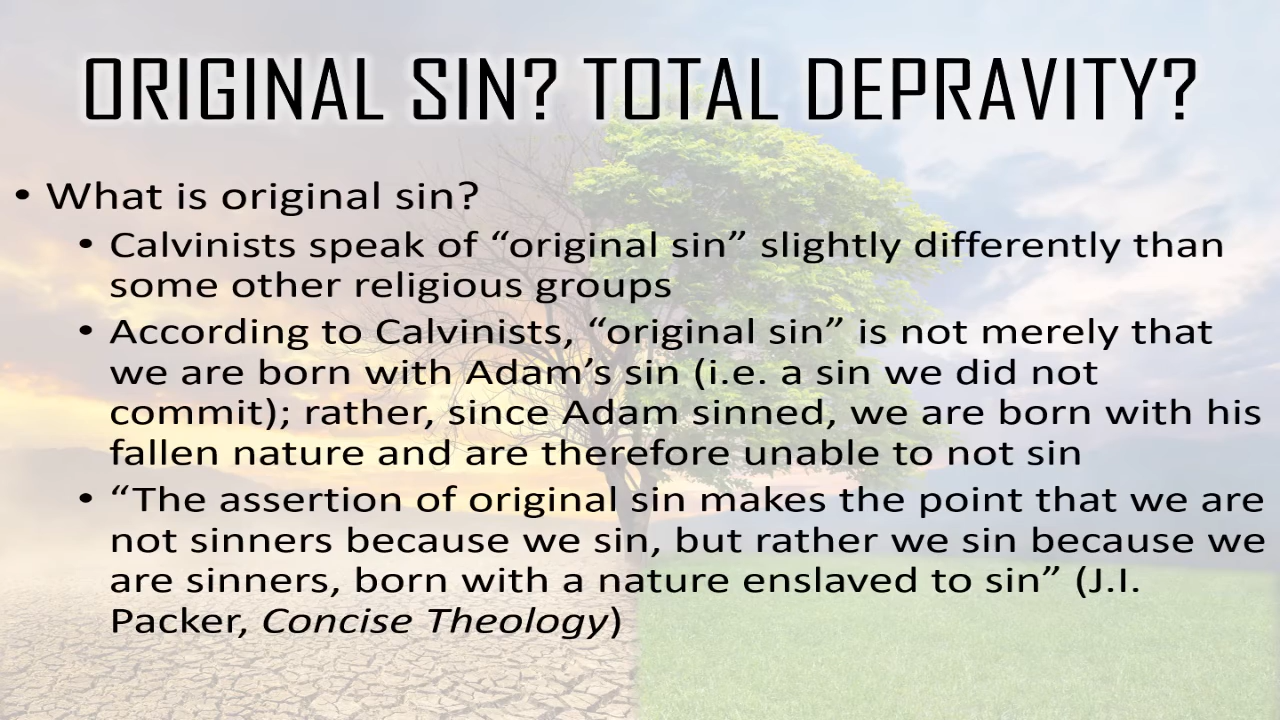 ORIGINAL SIN? TOTAL DEPRAVITY?
• What is original sin?
• Calvinists speak of “original sin” slightly differently than
some other religious groups
• According to Calvinists, “original sin” is not merely that
we are born with Adam’s sin (i.e. a sin we did not
commit); rather, since Adam sinned, we are born with his
fallen nature and are therefore unable to not sin
• “The assertion of original sin makes the point that we are
not sinners because we sin, but rather we sin because we
are sinners, born with a nature enslaved to sin” (J.I.
Packer, Concise Theology)